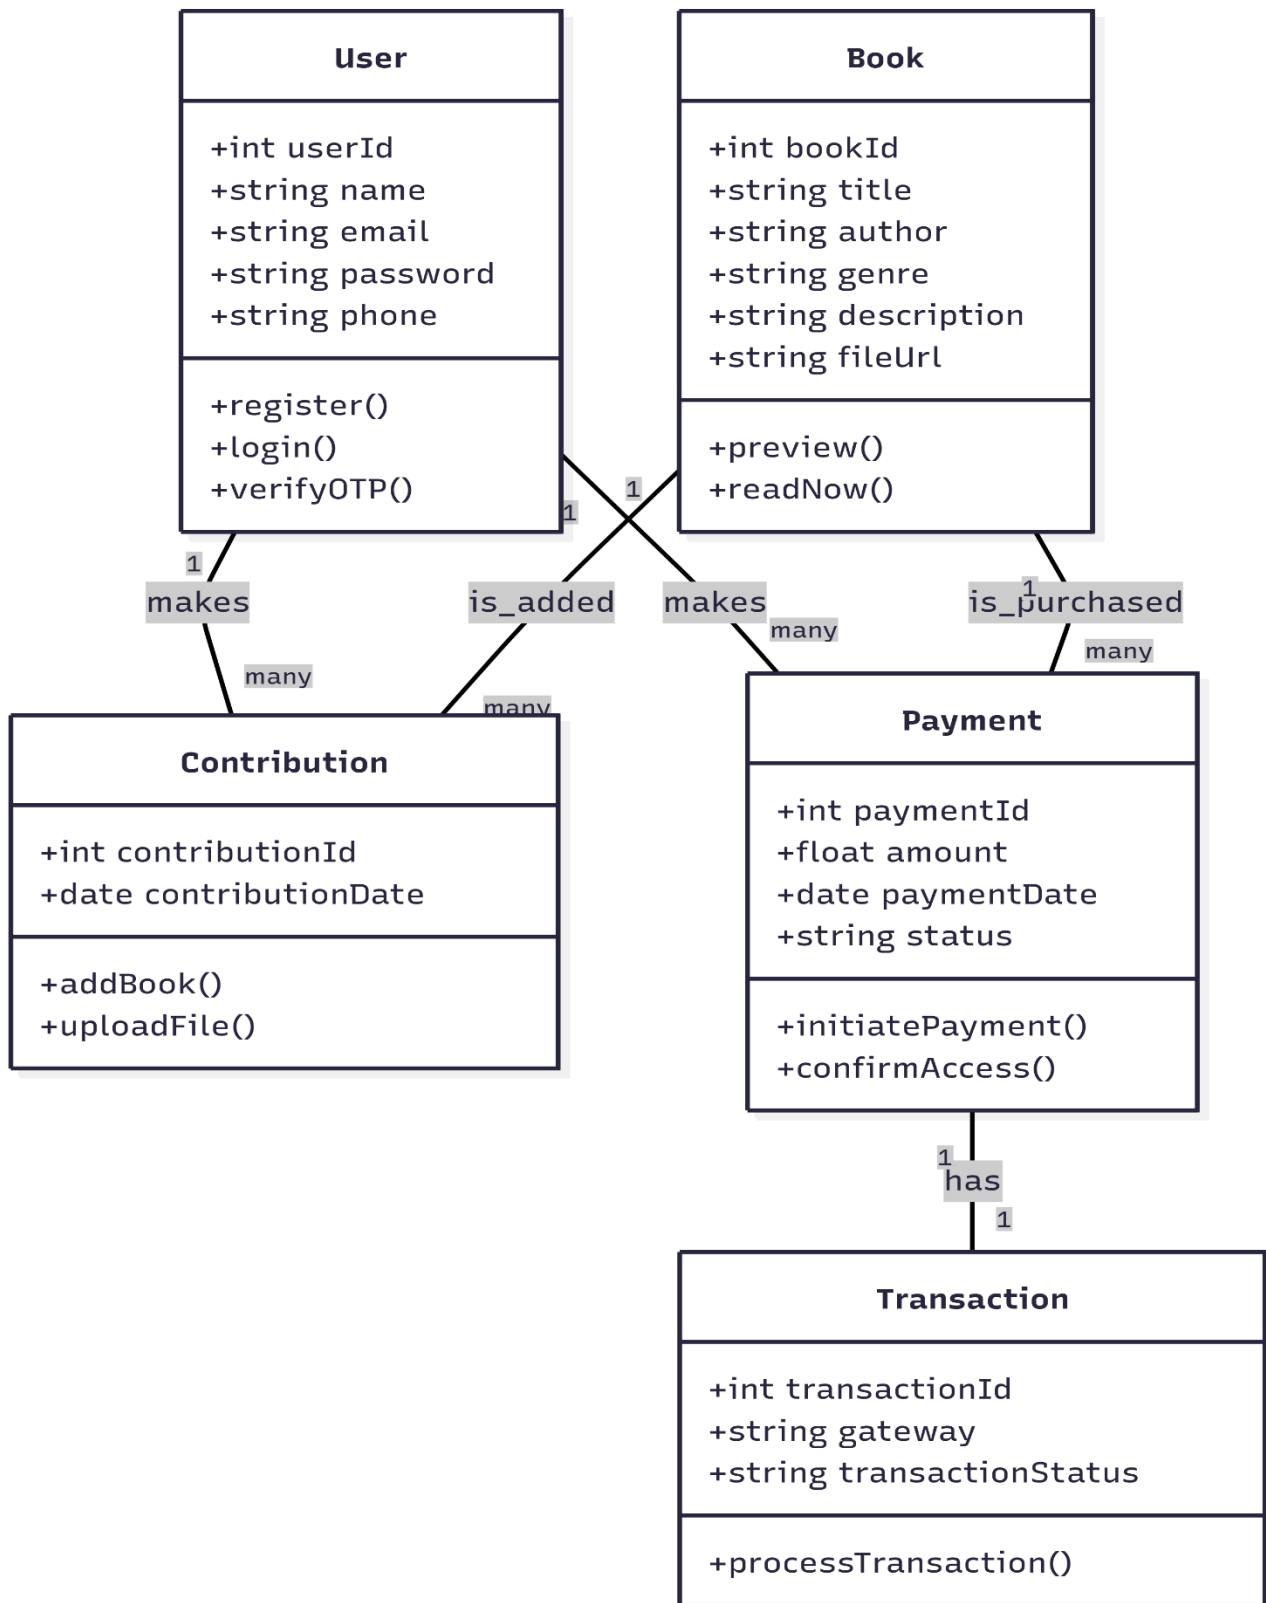 User
+int userId
+string name
+string email
+string password
+string phone
+register()
+login()
+verifyOTP()
Book
+int bookId
+string title
+string author
+string genre
+string description
+string fileUrl
+preview()
+readNow()
1
makes
many
1
is_added
many
1
makes
many
1
is_purchased
many
Contribution
+int contributionId
+date contributionDate
+addBook()
+uploadFile()
Payment
+int paymentId
+float amount
+date paymentDate
+string status
+initiatePayment()
+confirmAccess()
1
has
1
Transaction
+int transactionId
+string gateway
+string transactionStatus
+processTransaction()